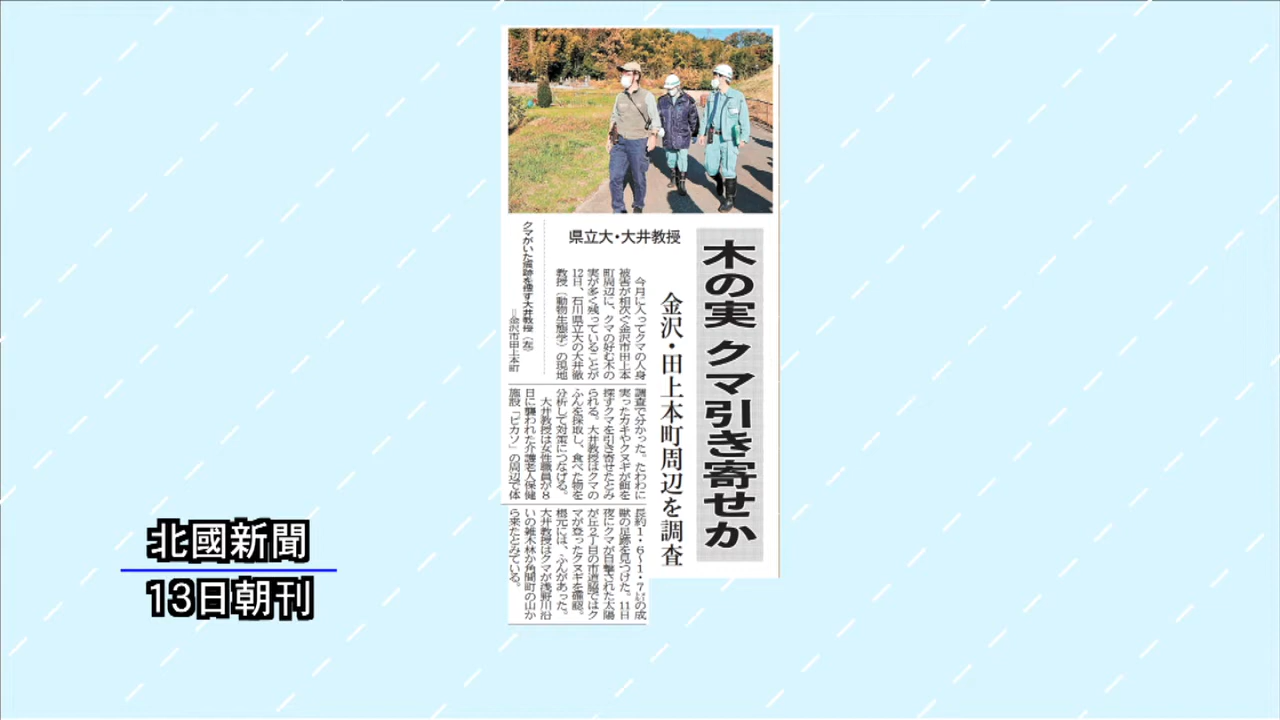 木の実 クマ引き寄せか
金沢・田上本町周辺を調査
県立大・大井教授
今月に入ってクマの人身
被害が相次ぐ金沢市田上本
町周辺に、クマの好む木の
実が多く残っていることが
12日、石川県立大の大井徹
教授(動物生態学)の現地
調査で分かった。たわわに
実ったカキやクヌギが餌を
探すクマを引き寄せたとみ
られる。大井教授はクマの
ふんを採取し、食べた物を
分析して対策につなげる。
大井教授は女性職員が8
日に襲われた介護老人保健
施設「ピカソ」の周辺で体
長約1・6〜1・7㍍の成
獣の足跡を見つけた。11日
夜にクマが目撃された太陽
が丘2丁目の市道脇ではク
マが登ったクヌギを確認。
根元には、ふんがあった。
大井教授はクマが浅野川沿
いの雑木林か角間町の山か
ら来たとみている。
クマがいた痕跡を探す大井教授(左)
=金沢市田上本町
北國新聞
13日朝刊